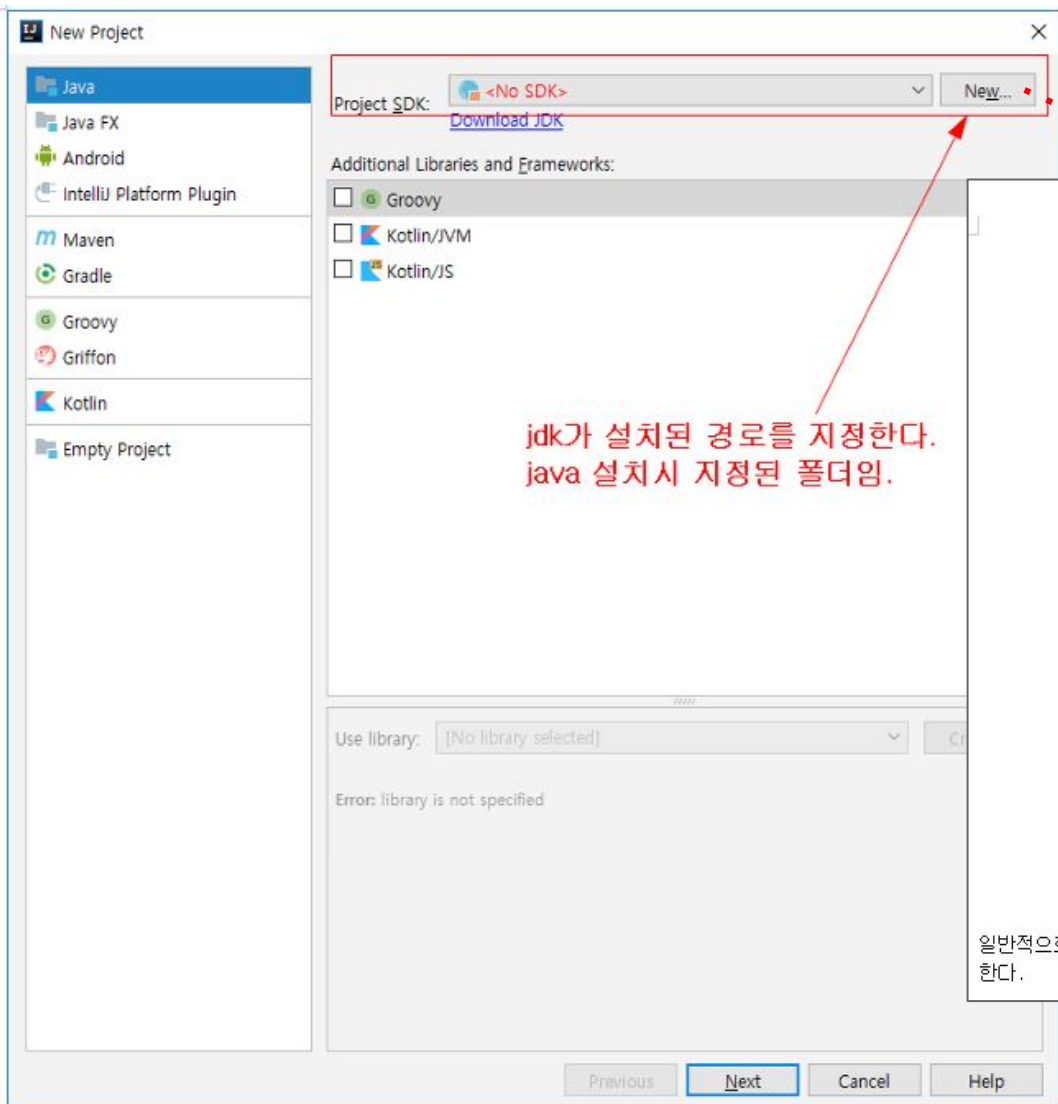 New Project
Java
Java FX
Android
IntelliJ Platform Plugin
Maven
Gradle
Groovy
Griffon
Kotlin
Empty Project
Project SDK:
<No SDK>
New...
Download JDK
Additional Libraries and Frameworks:
Groovy
Kotlin/JVM
Kotlin/JS
jdk가 설치된 경로를 지정한다.
java 설치시 지정된 폴더임.
Use library:
[No library selected]
Error: library is not specified
한다.
Previous
Next
Cancel
Help